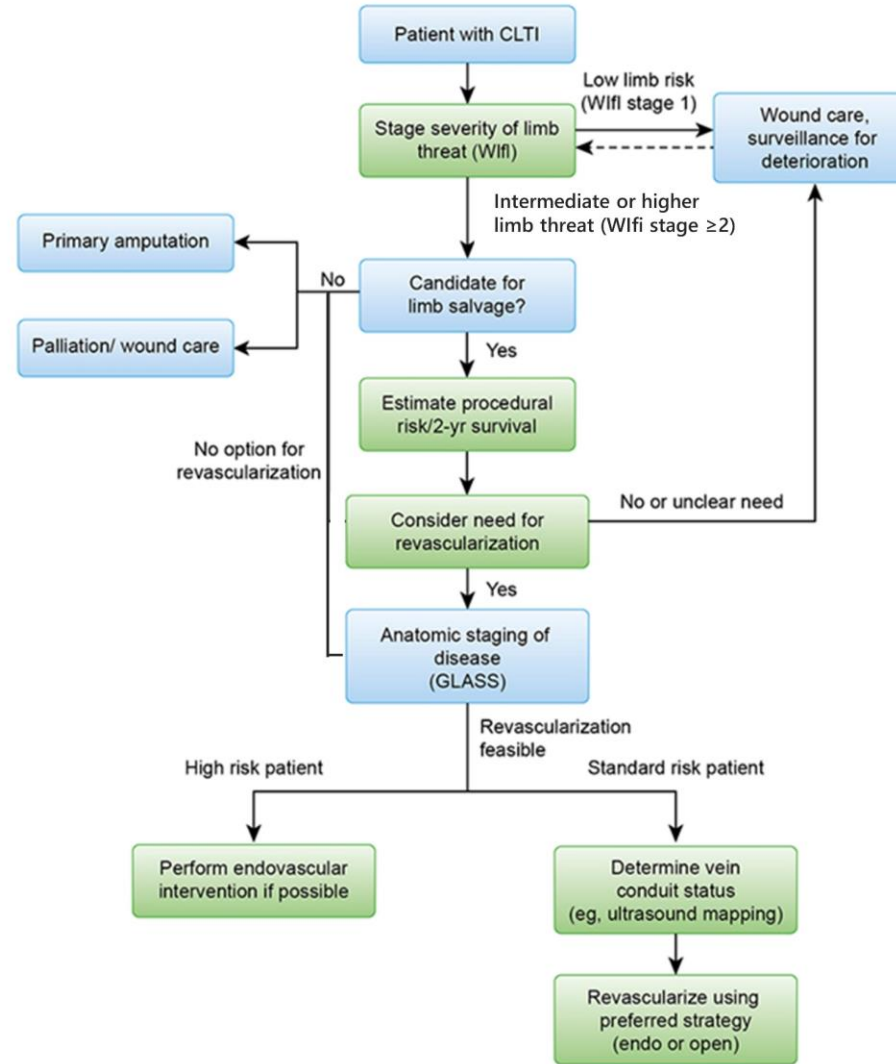 Patient with CLTI
Low limb risk
(WIfI stage 1)
Stage severity of limb
threat (WIfI)
Wound care,
surveillance for
deterioration
Intermediate or higher
limb threat (WIfi stage ≥2)
Primary amputation
No
Candidate for
limb salvage?
Palliation/ wound care
Yes
Estimate procedural
risk/2-yr survival
No option for
revascularization
Consider need for
revascularization
No or unclear need
Yes
Anatomic staging of
disease
(GLASS)
Revascularization
feasible
High risk patient
Standard risk patient
Perform endovascular
intervention if possible
Determine vein
conduit status
(eg, ultrasound mapping)
Revascularize using
preferred strategy
(endo or open)